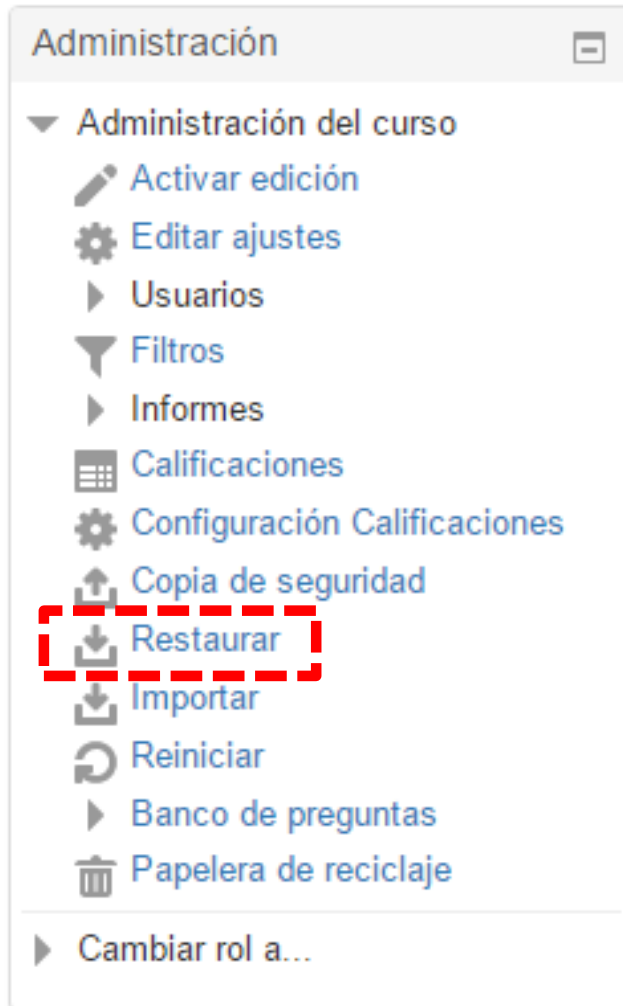 Administración
Administración del curso
Activar edición
Editar ajustes
Usuarios
Filtros
Informes
Calificaciones
Configuración Calificaciones
Copia de seguridad
Restaurar
Importar
Reiniciar
Banco de preguntas
Papelera de reciclaje
Cambiar rol a...